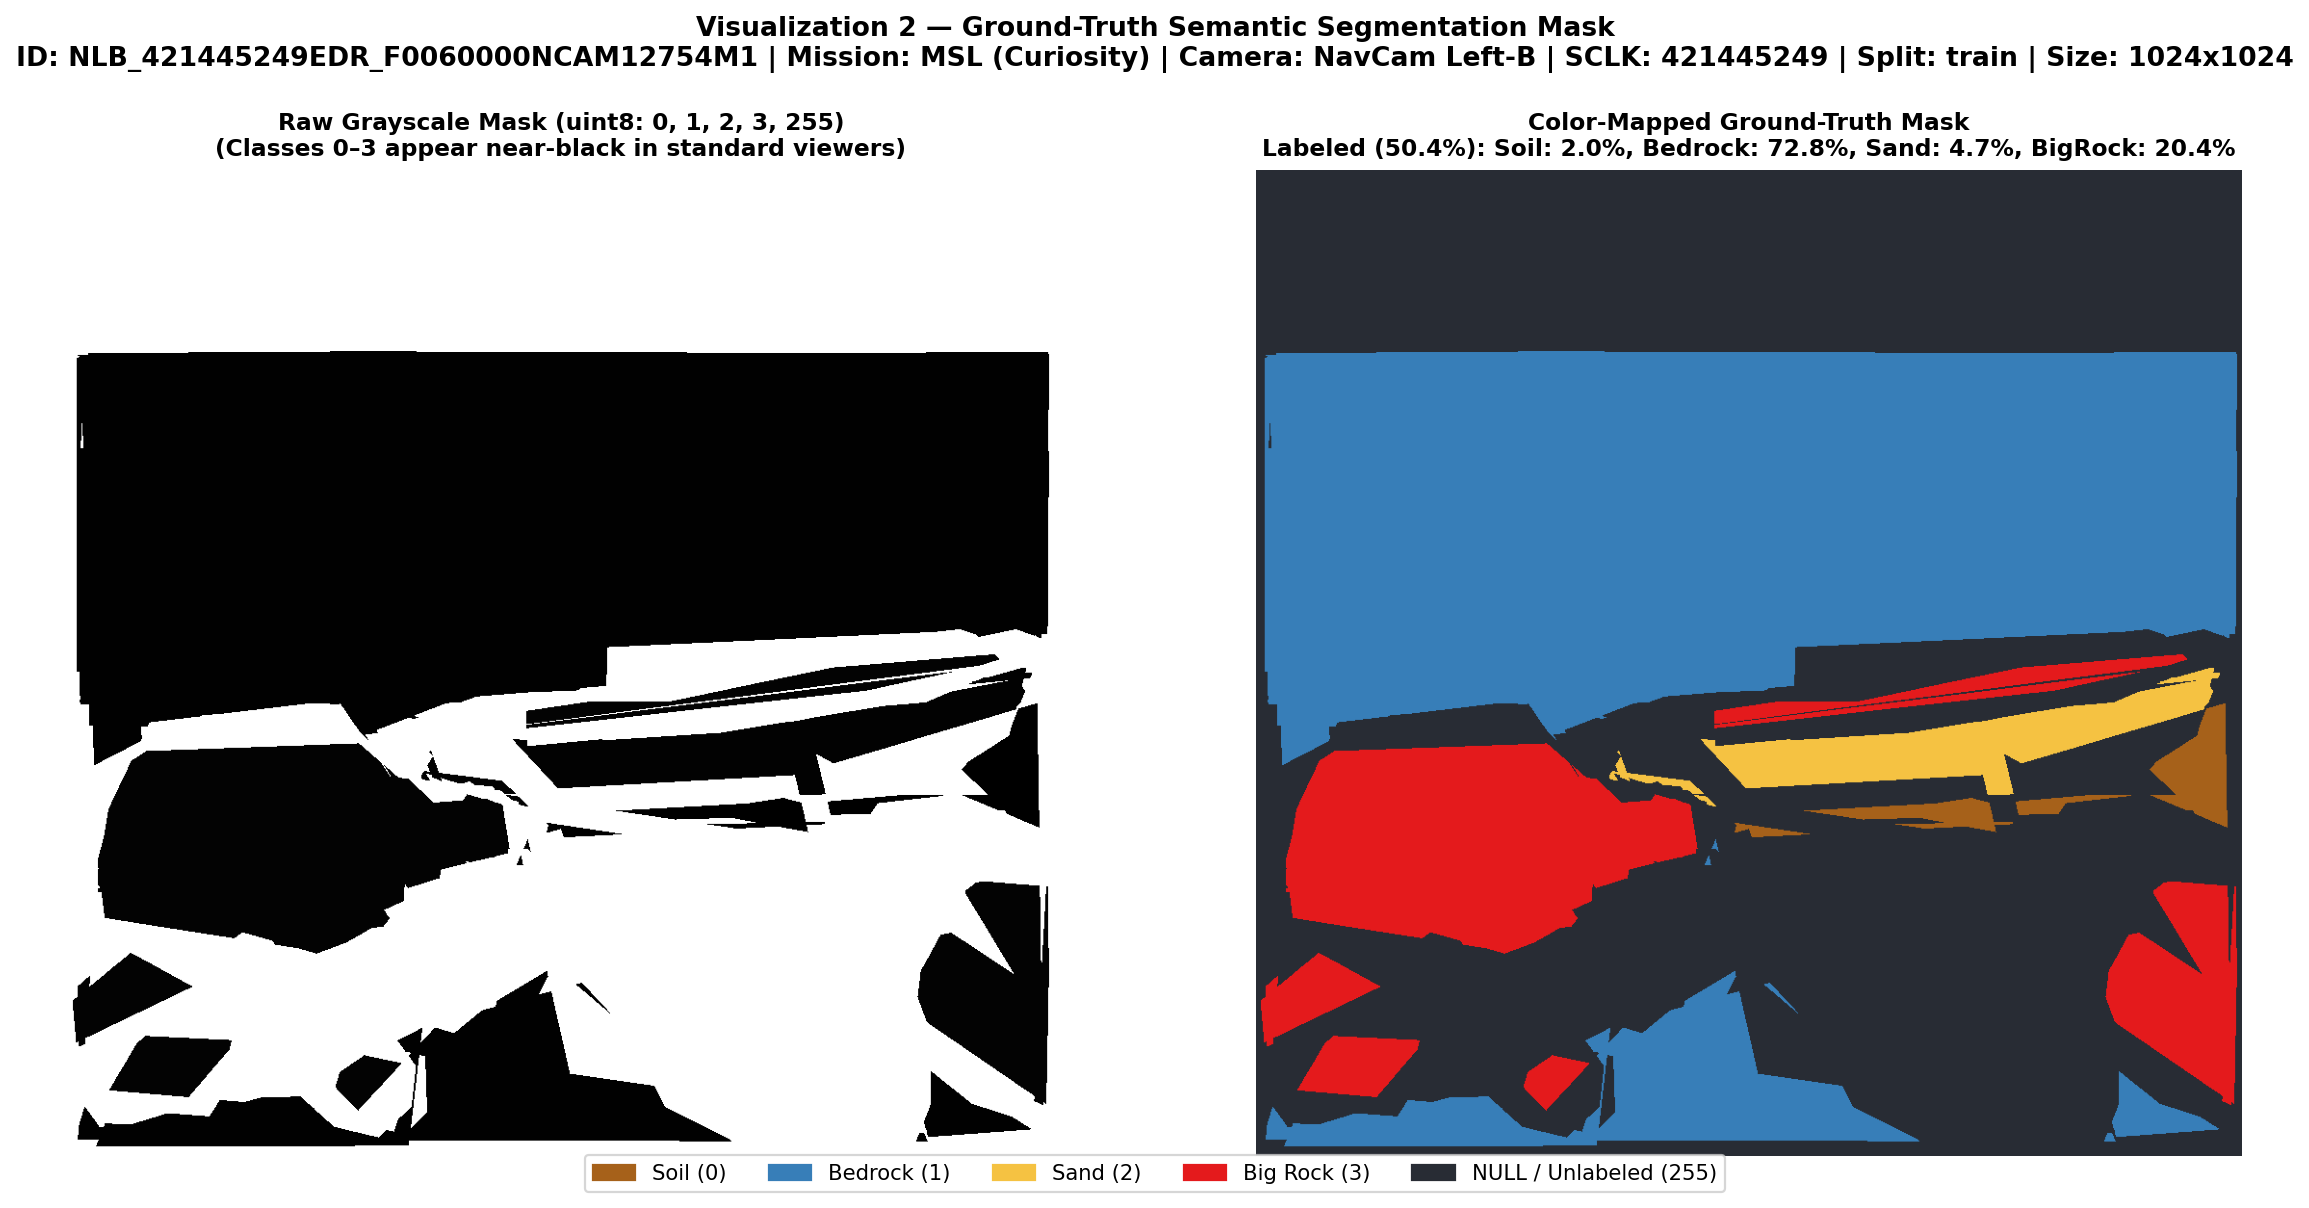 Visualization 2 — Ground-Truth Semantic Segmentation Mask
ID: NLB_421445249EDR_F0060000NCAM12754M1 | Mission: MSL (Curiosity) | Camera: NavCam Left-B | SCLK: 421445249 | Split: train | Size: 1024x1024
Raw Grayscale Mask (uint8: 0, 1, 2, 3, 255)
(Classes 0–3 appear near-black in standard viewers)
Color-Mapped Ground-Truth Mask
Labeled (50.4%): Soil: 2.0%, Bedrock: 72.8%, Sand: 4.7%, BigRock: 20.4%
Soil (0) Bedrock (1) Sand (2) Big Rock (3) NULL / Unlabeled (255)